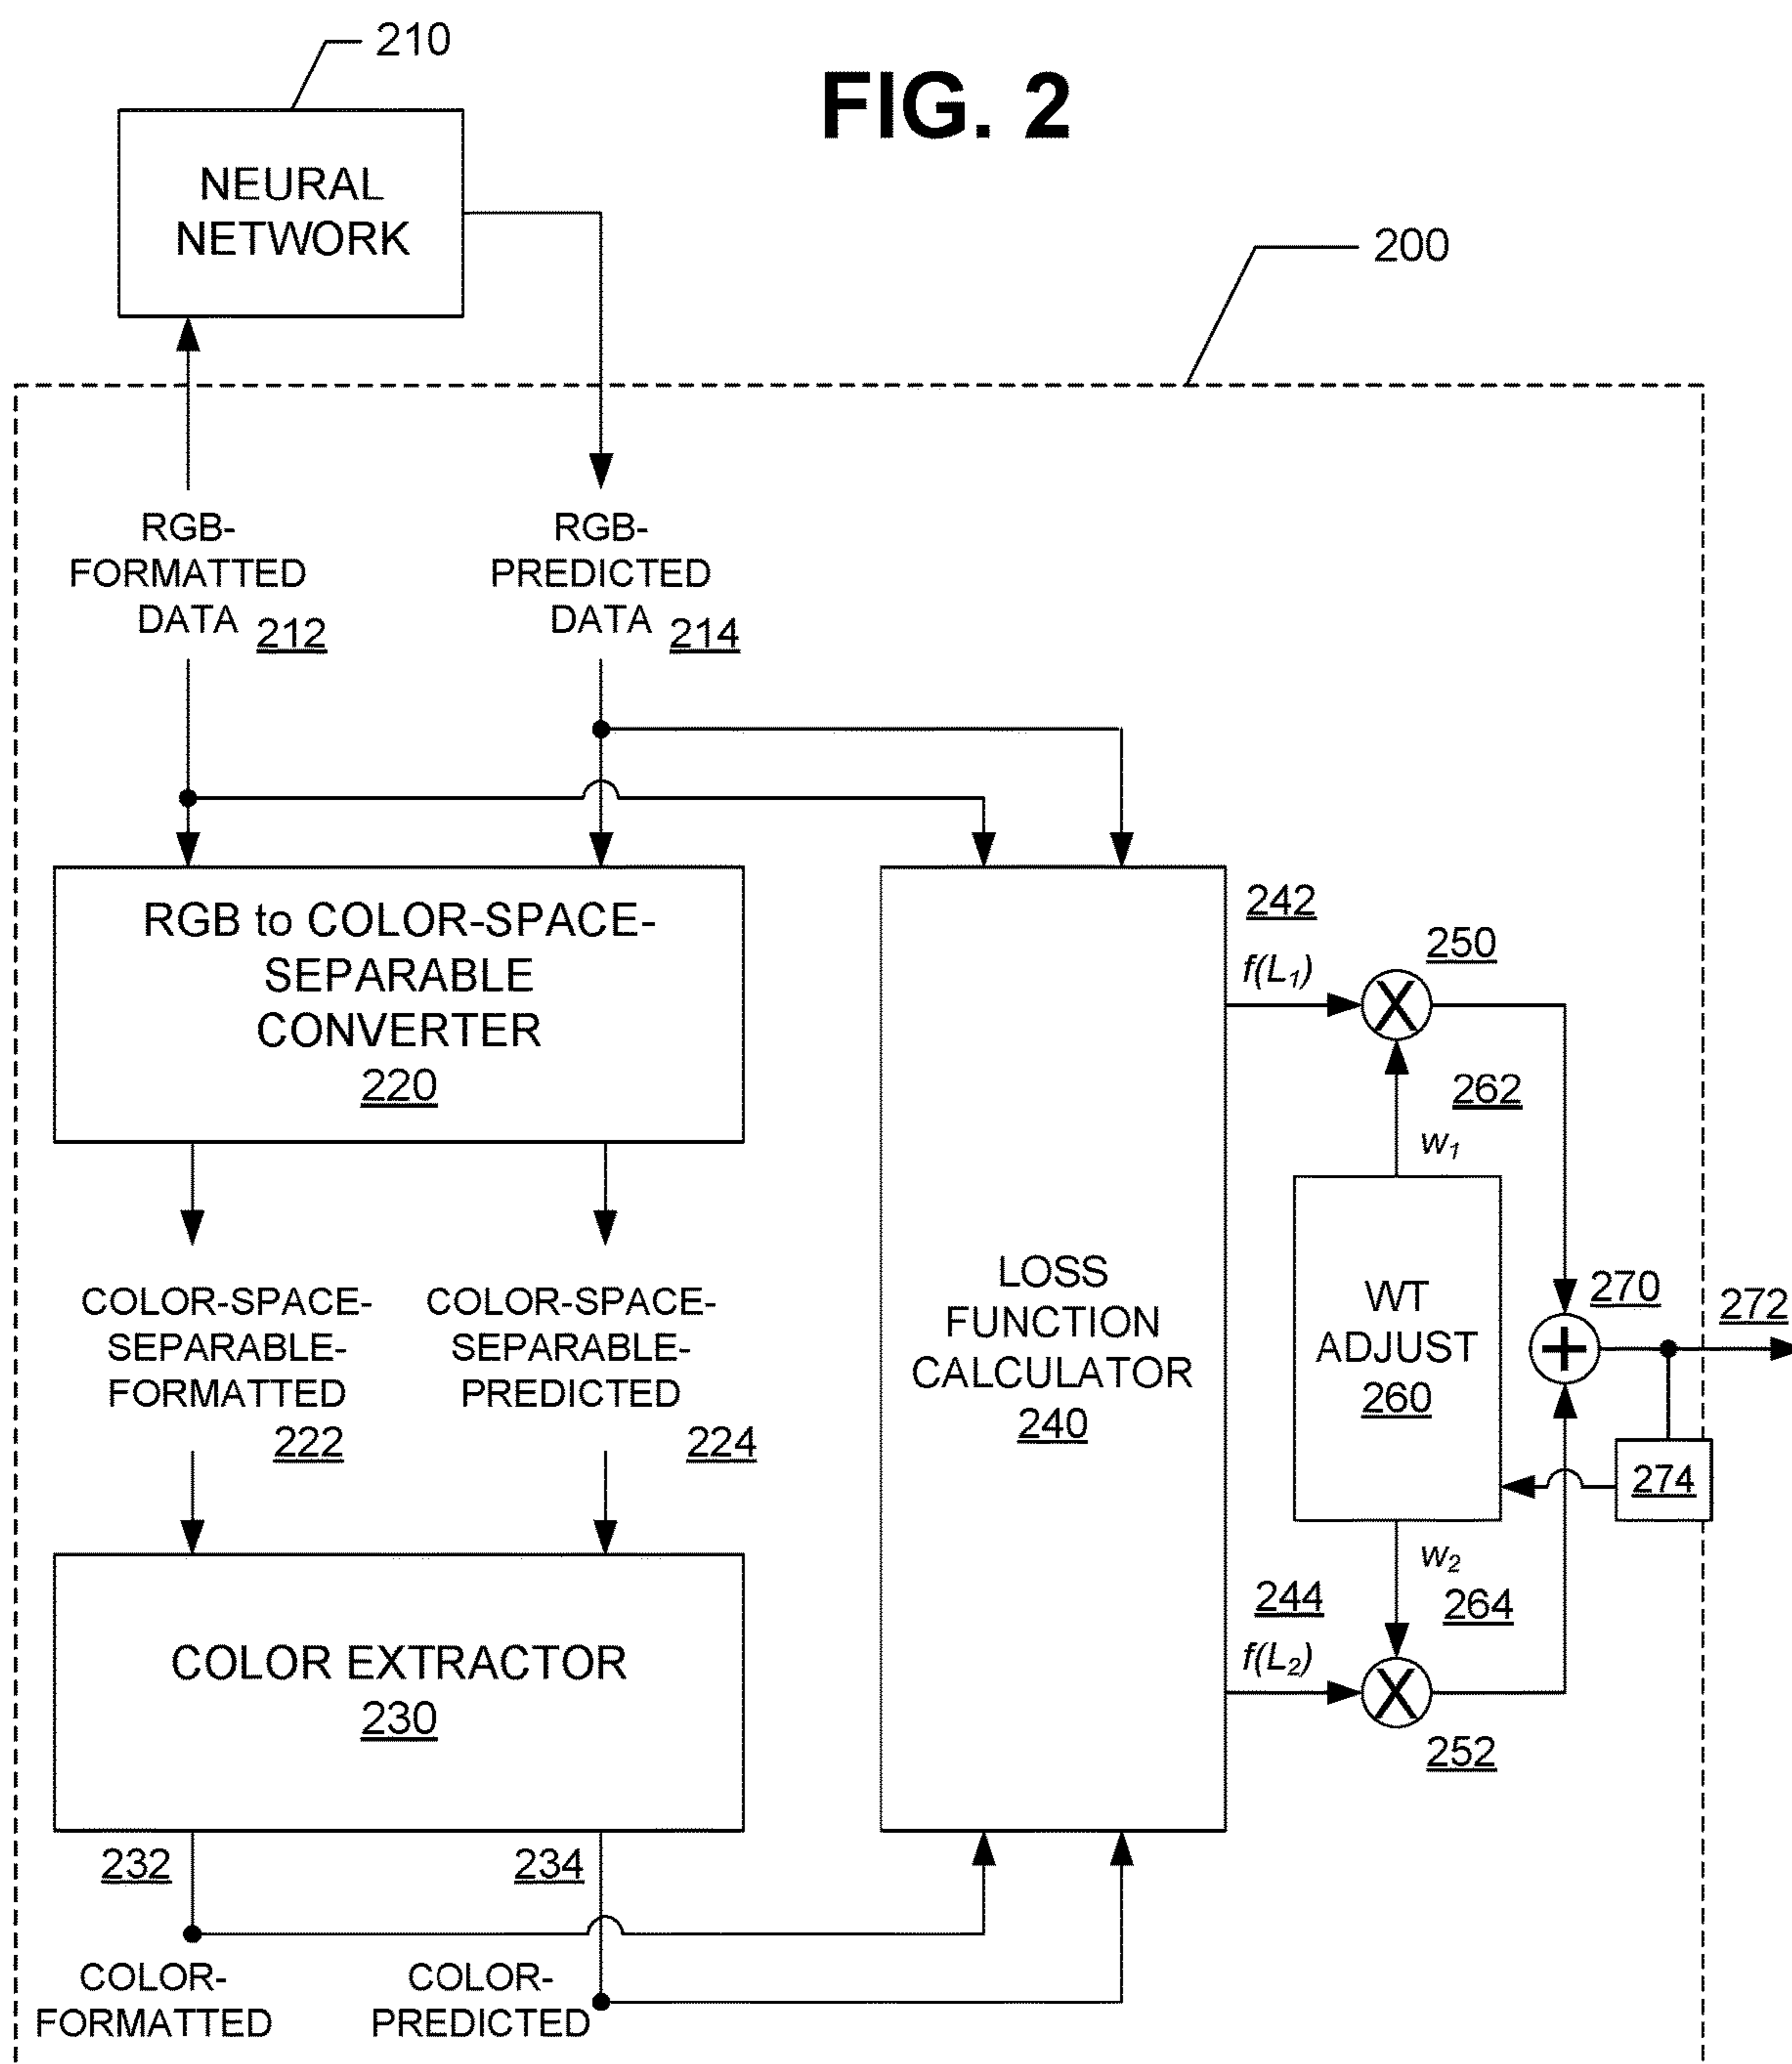 210
FIG. 2
NEURAL
NETWORK
200
RGB-
FORMATTED
DATA 212
RGB-
PREDICTED
DATA 214
RGB to COLOR-SPACE-
SEPARABLE
CONVERTER
220
242
f(L1)
250
262
w1
COLOR-SPACE-
SEPARABLE-
FORMATTED
222
COLOR-SPACE-
SEPARABLE-
PREDICTED
224
LOSS
FUNCTION
CALCULATOR
240
WT
ADJUST
260
270
272
274
w2
264
244
f(L2)
252
COLOR EXTRACTOR
230
232
234
COLOR-
FORMATTED
COLOR-
PREDICTED